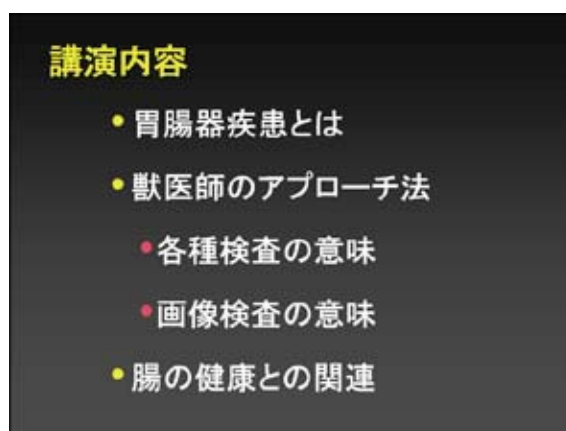 講演内容
•胃腸器疾患とは
•獣医師のアプローチ法
•各種検査の意味
•画像検査の意味
•腸の健康との関連